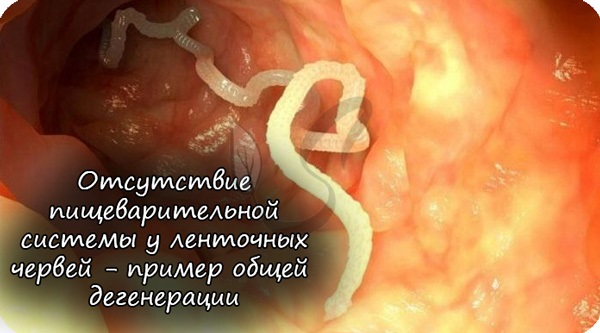 Отсутствие
пищеварительной
системы у ленточных
червей – пример общей
дегенерации